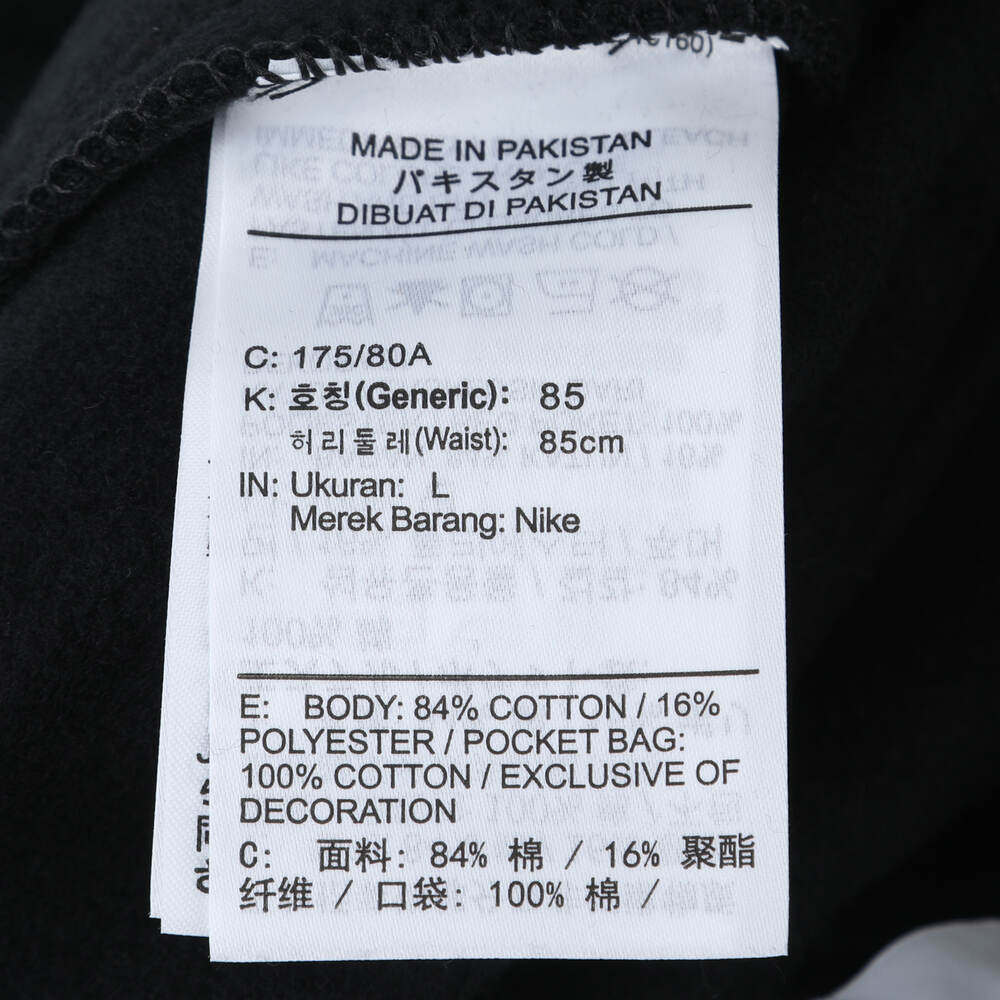 MADE IN PAKISTAN
パキスタン製
DIBUAT DI PAKISTAN
C: 175/80A
K: 호칭(Generic): 85
허리둘레(Waist): 85cm
IN: Ukuran: L
Merek Barang: Nike
E: BODY: 84% COTTON / 16%
POLYESTER / POCKET BAG:
100% COTTON / EXCLUSIVE OF
DECORATION
C: 面料: 84% 棉 / 16% 聚酯
纤维 / 口袋: 100% 棉 /